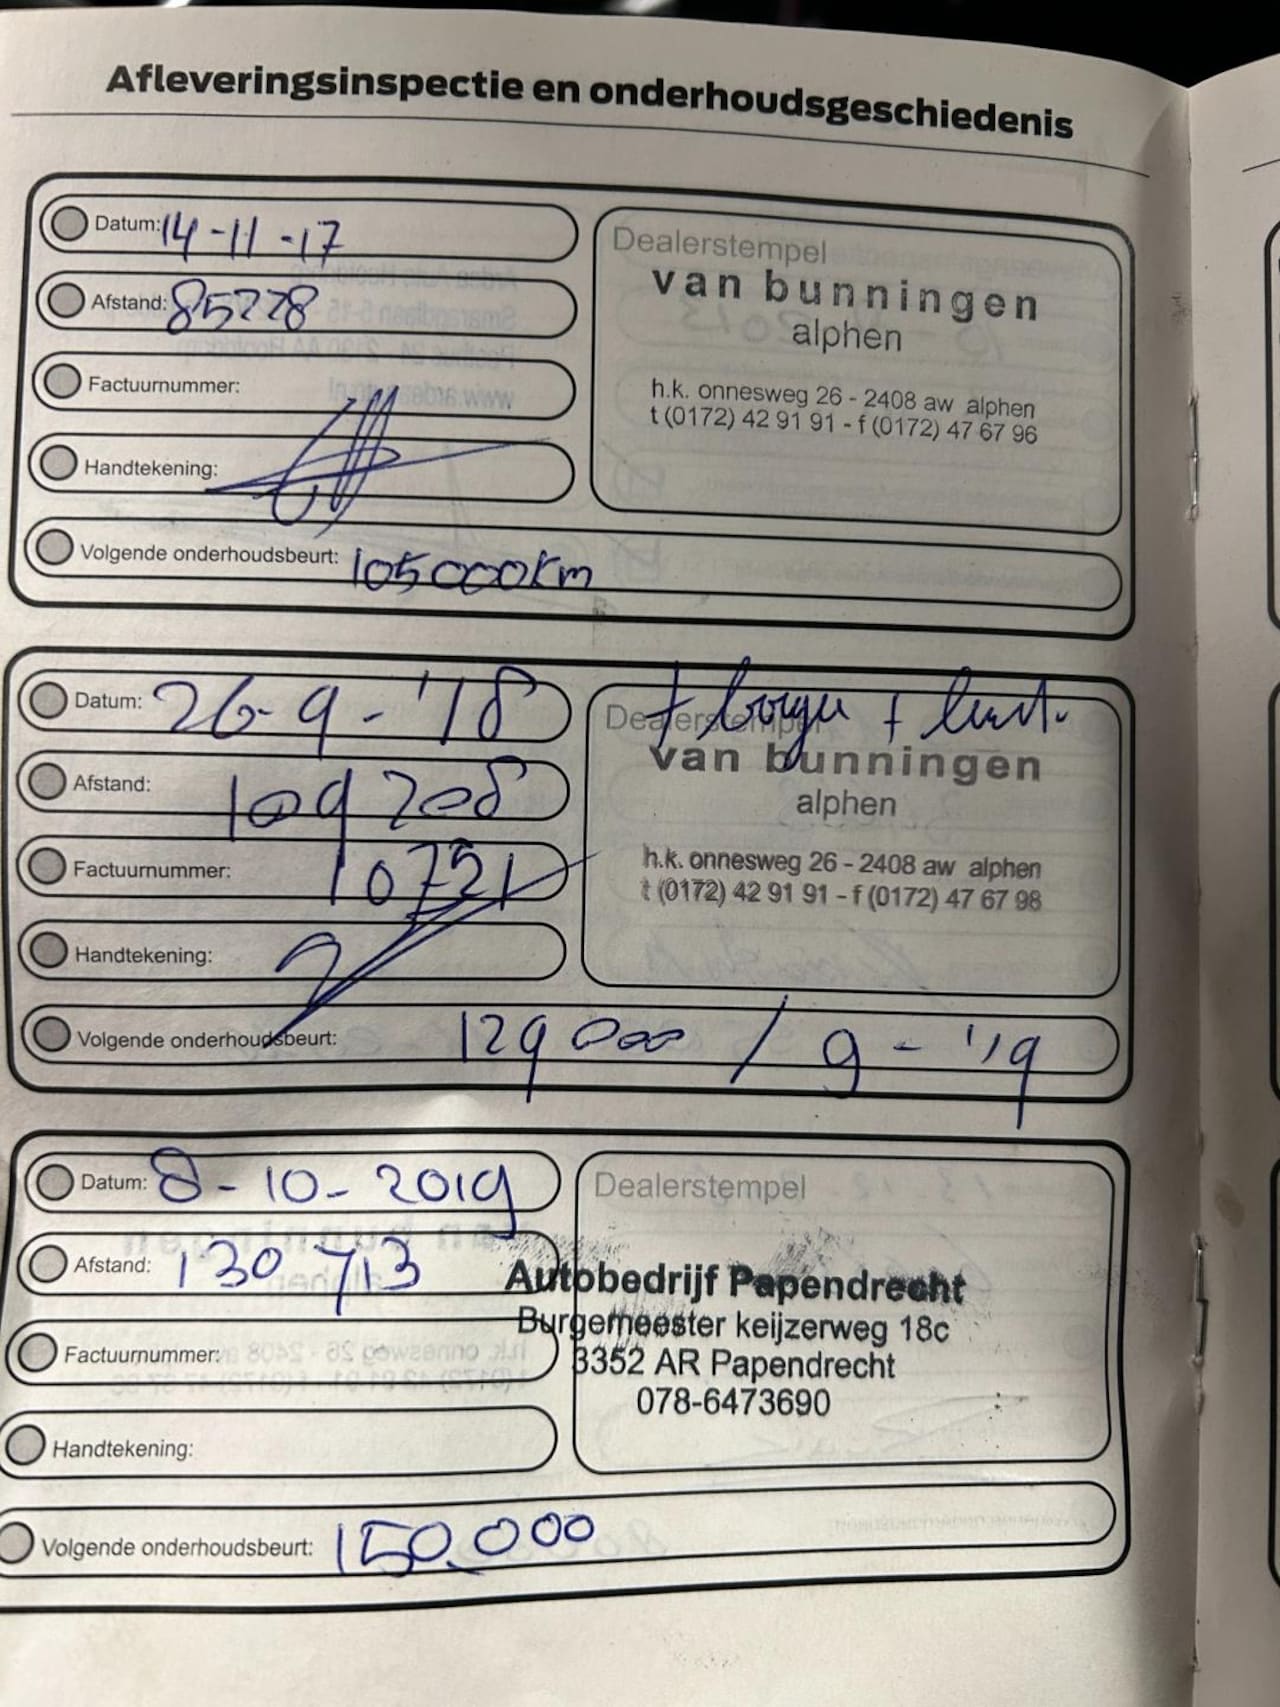 Afleveringsinspectie en onderhoudsgeschiedenis
Datum: 14-11-17
Afstand: 85228
Factuurnummer:
Handtekening:
Volgende onderhoudsbeurt: 105000km
Dealerstempel
van bunningen
alphen
h.k. onnesweg 26 - 2408 aw alphen
t (0172) 42 91 91 - f (0172) 47 67 96
Datum: 26-9-'18
Afstand: 109208
Factuurnummer: 10721
Handtekening:
Volgende onderhoudsbeurt: 129000 / 9-'19
+ +
Dealerstempel
van bunningen
alphen
h.k. onnesweg 26 - 2408 aw alphen
t (0172) 42 91 91 - f (0172) 47 67 98
Datum: 8-10-2019
Afstand: 130 713
Factuurnummer:
Handtekening:
Volgende onderhoudsbeurt: 150.000
Dealerstempel
Autobedrijf Papendrecht
Burgemeester keijzerweg 18c
3352 AR Papendrecht
078-6473690